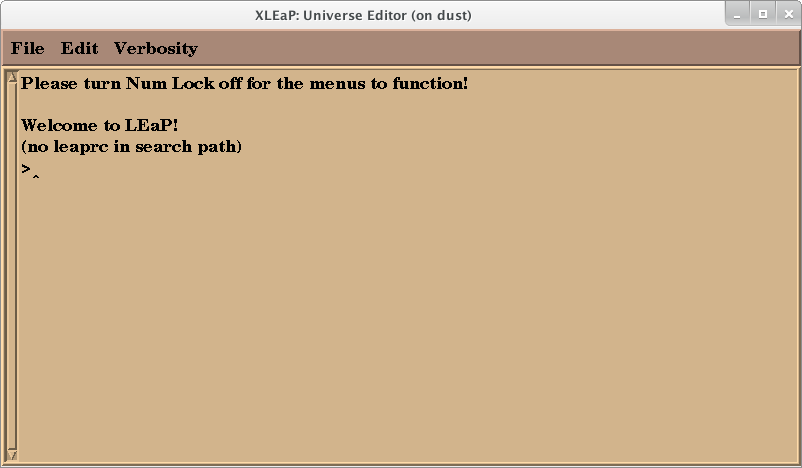 XLEaP: Universe Editor (on dust)
File Edit Verbosity
Please turn Num Lock off for the menus to function!
Welcome to LEaP!
(no leaprc in search path)
>